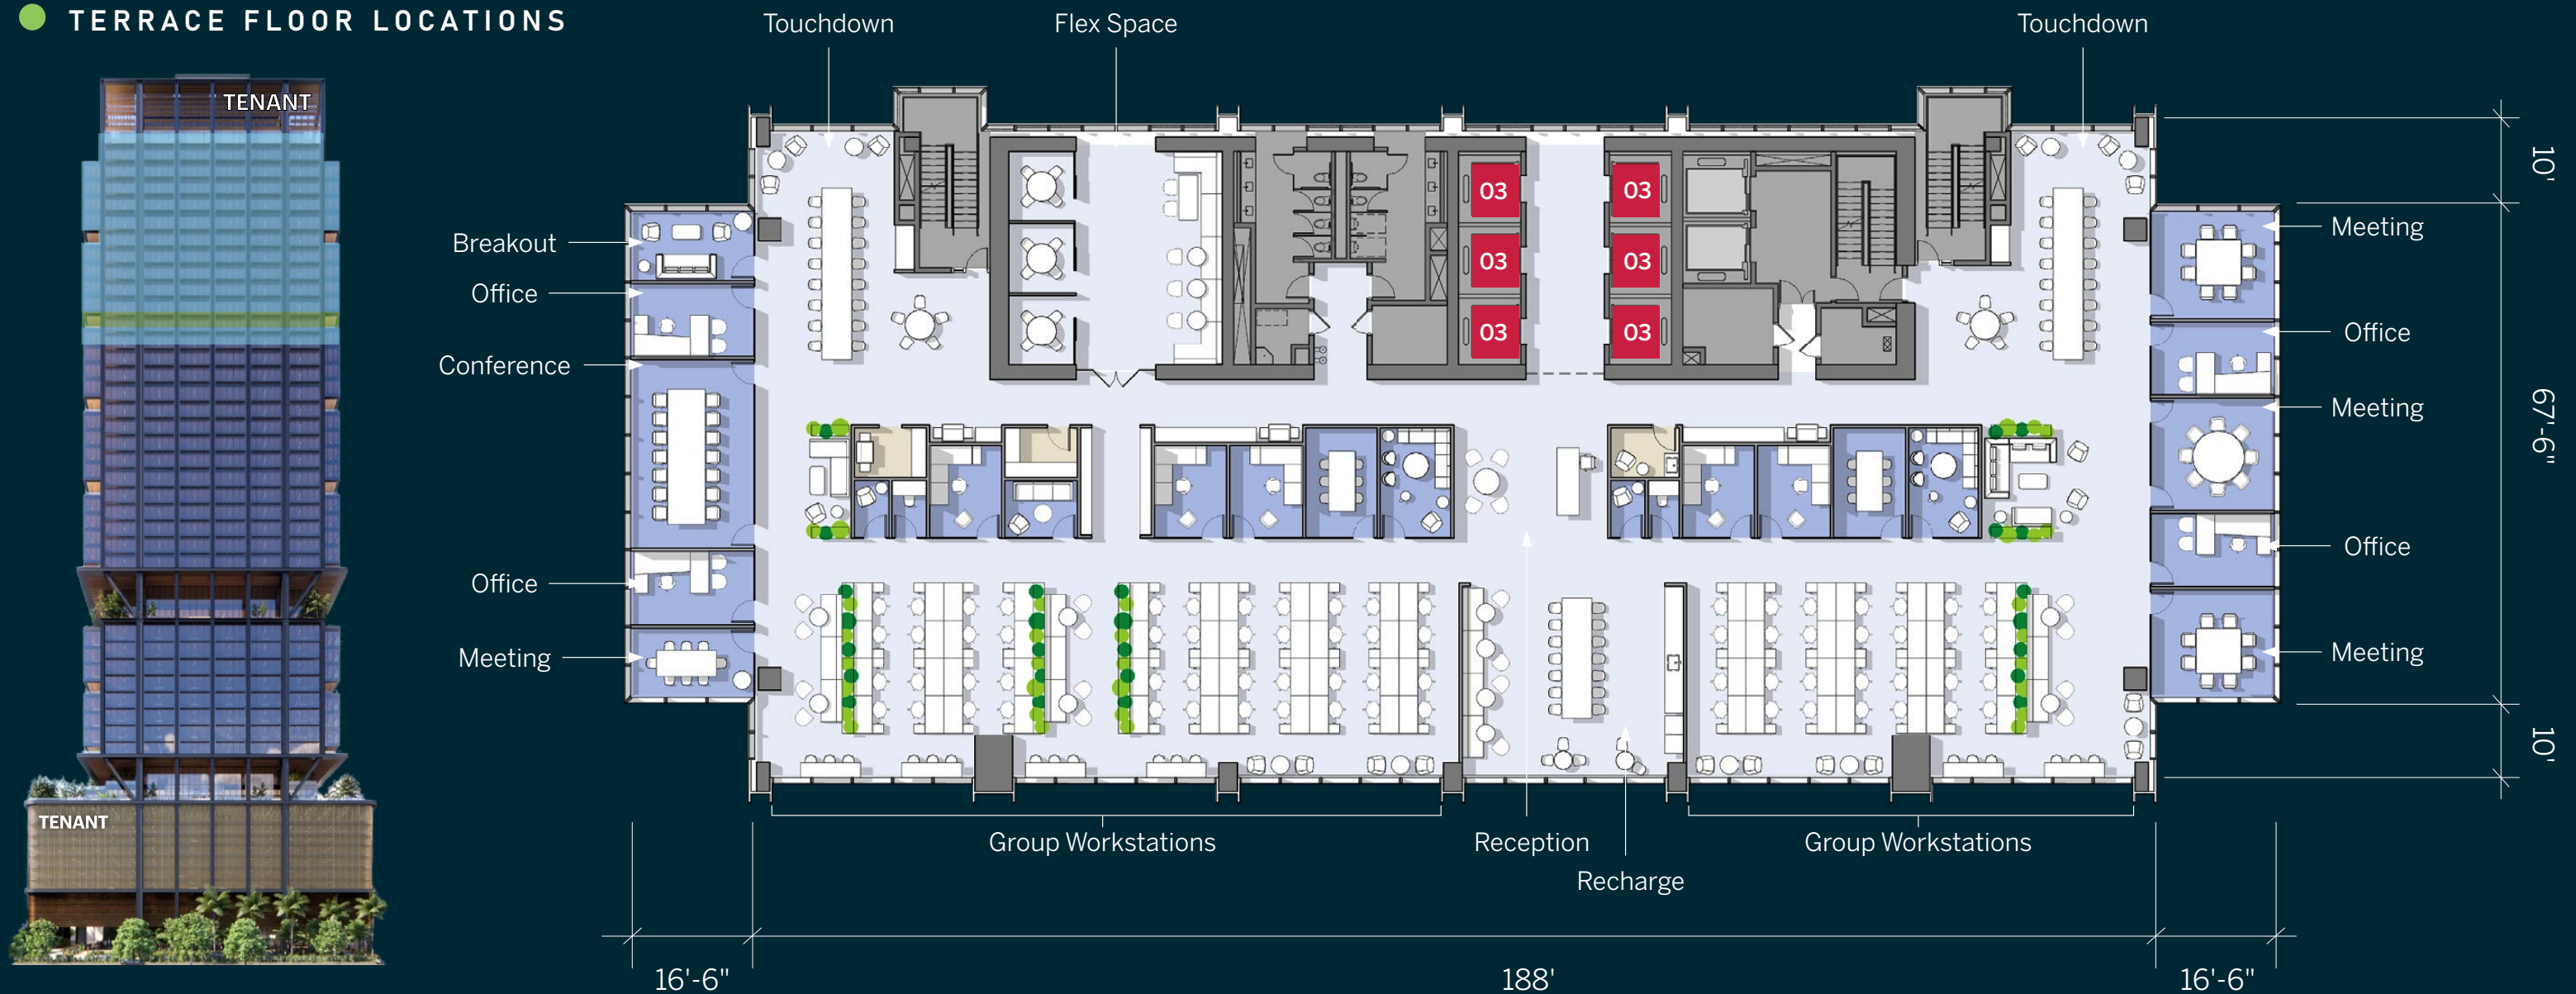 TERRACE FLOOR LOCATIONS
Touchdown
Flex Space
Touchdown
TENANT
10'
03
03
Breakout
Meeting
Office
03
03
Office
03
03
Conference
67'-6"
Meeting
Office
Office
Meeting
Meeting
10'
TENANT
Group Workstations
Reception
Group Workstations
Recharge
16'-6"
188'
16'-6"